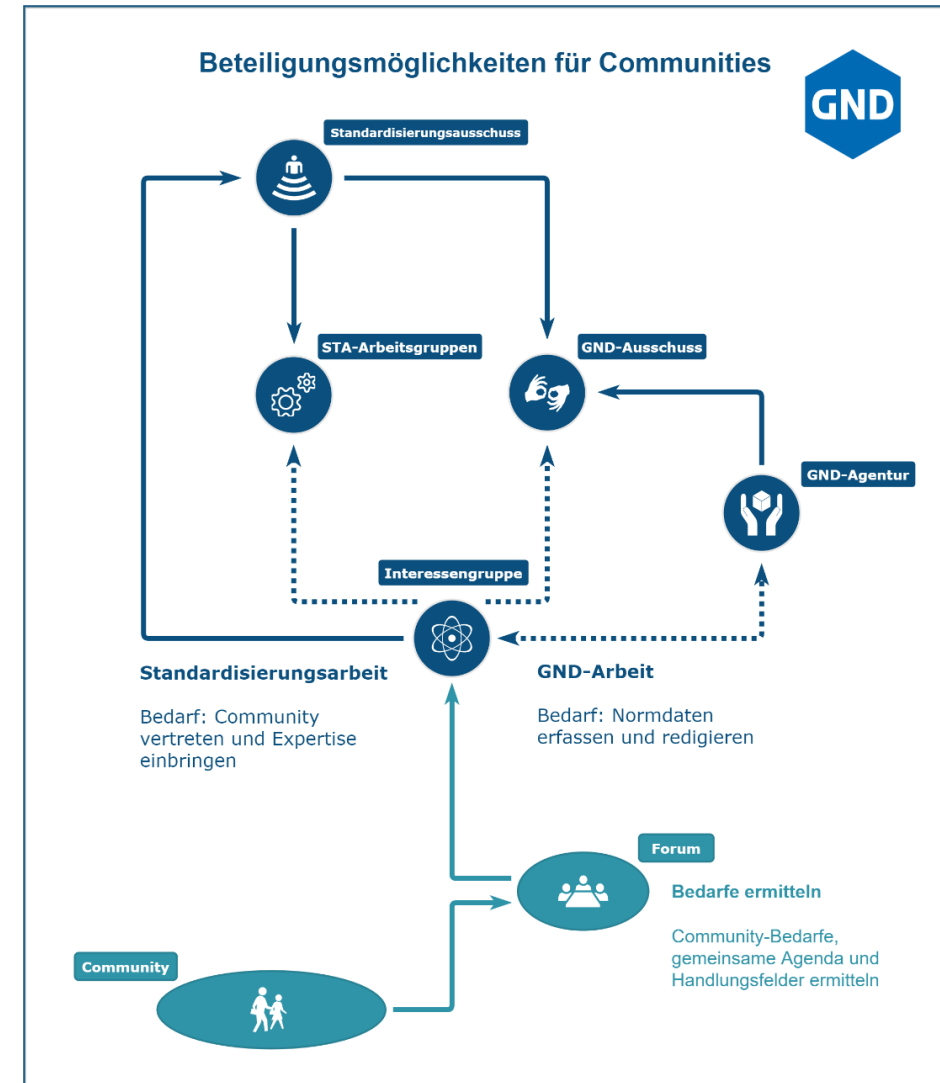 Beteiligungsmöglichkeiten für Communities
GND
Standardisierungsausschuss
STA-Arbeitsgruppen
GND-Ausschuss
GND-Agentur
Interessengruppe
Standardisierungsarbeit
Bedarf: Community
vertreten und Expertise
einbringen
GND-Arbeit
Bedarf: Normdaten
erfassen und redigieren
Forum
Bedarfe ermitteln
Community-Bedarfe,
gemeinsame Agenda und
Handlungsfelder ermitteln
Community